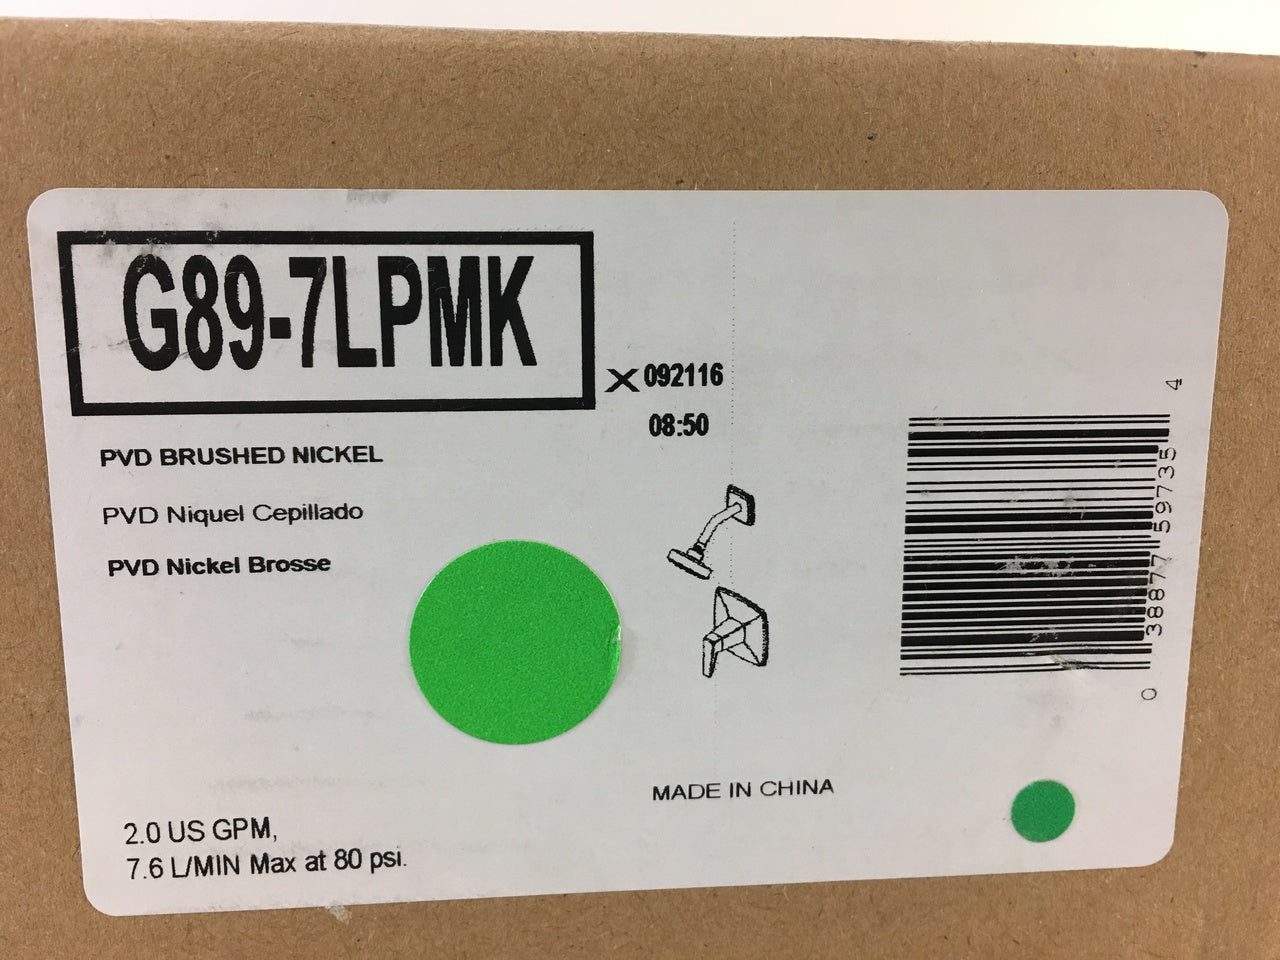 G89-7LPMK
X 092116
08:50
PVD BRUSHED NICKEL
PVD Niquel Cepillado
PVD Nickel Brosse
0 38877 59735 4
MADE IN CHINA
2.0 US GPM,
7.6 L/MIN Max at 80 psi.